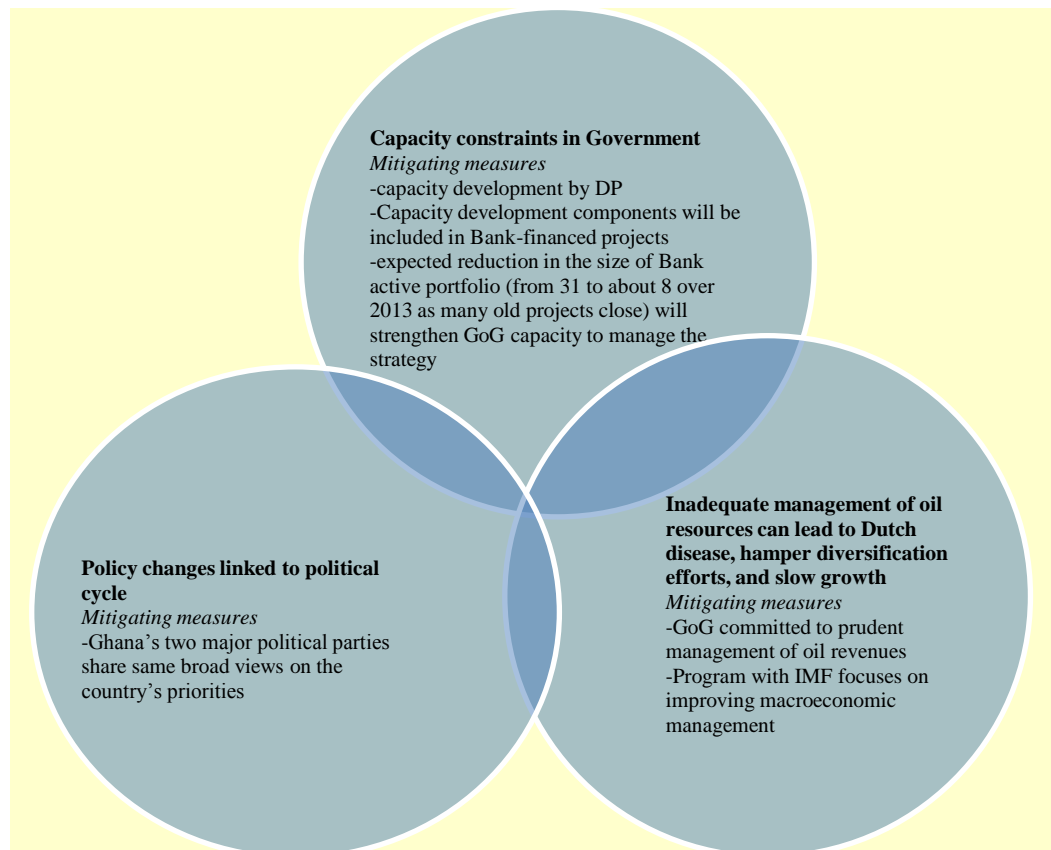 Capacity constraints in Government
Mitigating measures
-capacity development by DP
-Capacity development components will be
included in Bank-financed projects
-expected reduction in the size of Bank
active portfolio (from 31 to about 8 over
2013 as many old projects close) will
strengthen GoG capacity to manage the
strategy
Policy changes linked to political
cycle
Mitigating measures
-Ghana’s two major political parties
share same broad views on the
country’s priorities
Inadequate management of oil
resources can lead to Dutch
disease, hamper diversification
efforts, and slow growth
Mitigating measures
-GoG committed to prudent
management of oil revenues
-Program with IMF focuses on
improving macroeconomic
management